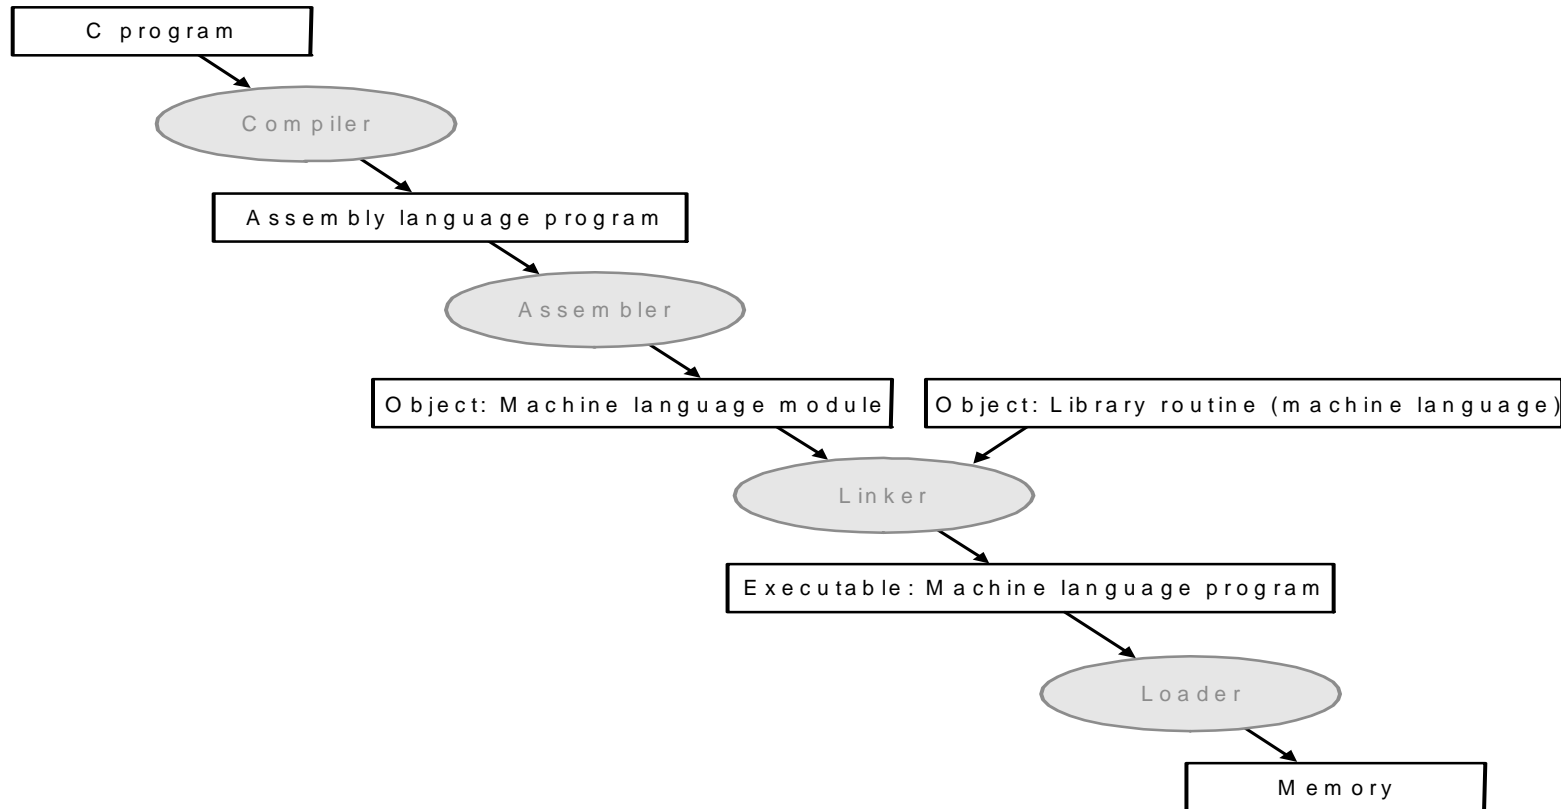 C program
Compiler
Assembly language program
Assembler
Object: Machine language module
Object: Library routine (machine language)
Linker
Executable: Machine language program
Loader
Memory